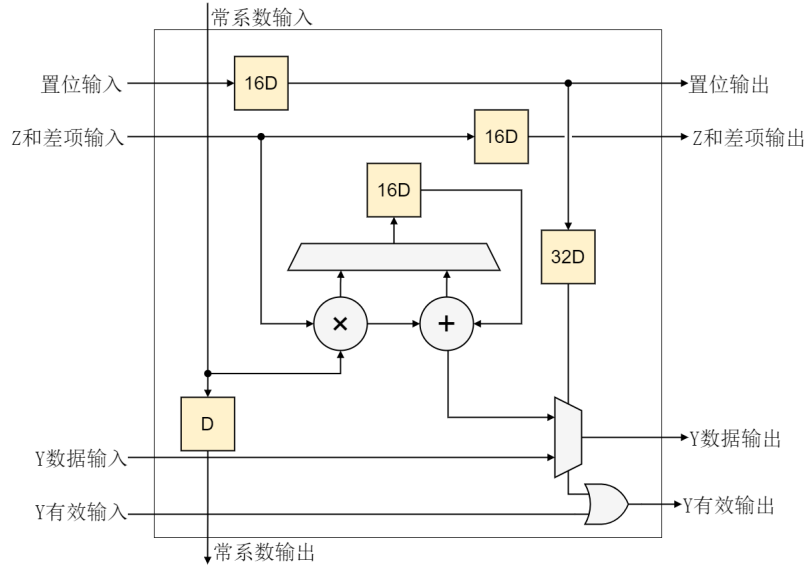 常系数输入
置位输入
16D
置位输出
Z和差项输入
16D
Z和差项输出
16D
32D
×
+
D
Y数据输出
Y数据输入
Y有效输出
Y有效输入
常系数输出